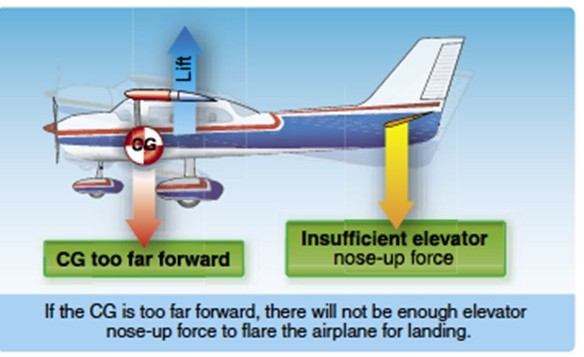 Lift
CG
CG too far forward
Insufficient elevator
nose-up force
If the CG is too far forward, there will not be enough elevator
nose-up force to flare the airplane for landing.